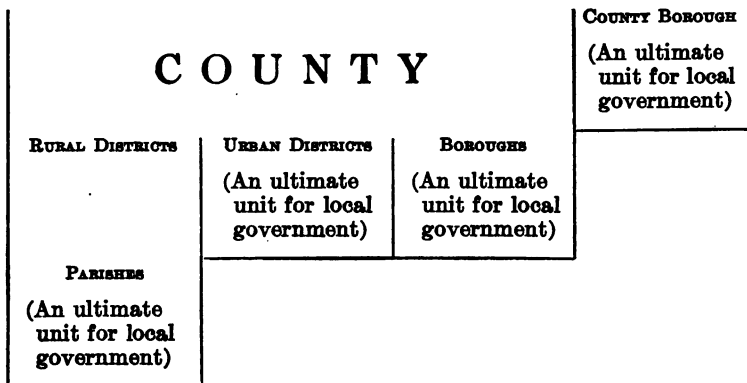 COUNTY BOROUGH
(An ultimate
unit for local
government)
COUNTY
RURAL DISTRICTS
URBAN DISTRICTS
BOROUGHS
(An ultimate
unit for local
government)
(An ultimate
unit for local
government)
PARISHES
(An ultimate
unit for local
government)